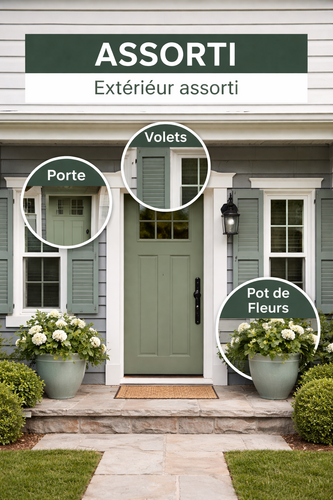 ASSORTI
Extériéur assorti
Volets
Porte
Pot de
Fleurs